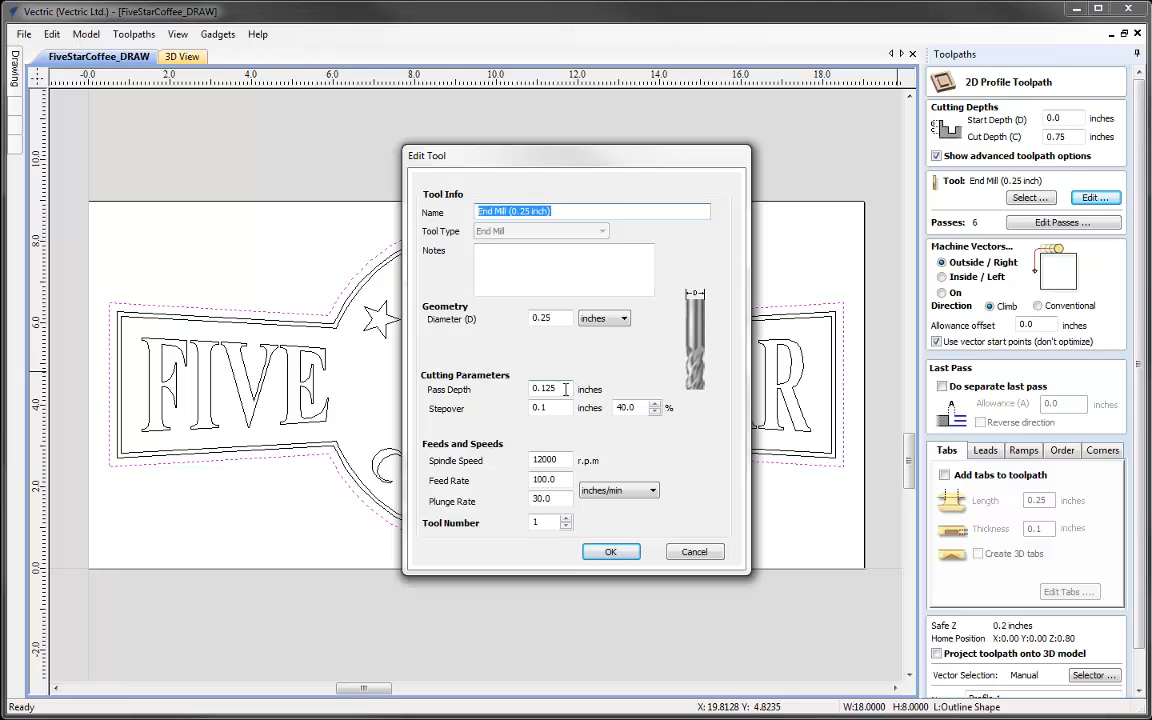 Vectric {Vectric Ltd.} - [FiveStarCoffee_DRAW]
File Edit Model Toolpaths View Gadgets Help
Drawing
FiveStarCoffee_DRAW 3D View
-0.0 2.0 4.0 6.0 8.0 10.0 12.0 14.0 16.0 18.0
10.0
8.0
6.0
4.0
2.0
0.0
-2.0
FIVE
R
Edit Tool
Tool Info
Name End Mill (0.25 inch)
Tool Type End Mill
Notes
Geometry
Diameter (D) 0.25 inches
D
Cutting Parameters
Pass Depth 0.125 inches
Stepover 0.1 inches 40.0 %
Feeds and Speeds
Spindle Speed 12000 r.p.m
Feed Rate 100.0 inches/min
Plunge Rate 30.0
Tool Number 1
OK Cancel
Toolpaths
2D Profile Toolpath
Cutting Depths
Start Depth (D) 0.0 inches
Cut Depth (C) 0.75 inches
Show advanced toolpath options
Tool: End Mill (0.25 inch)
Select ... Edit ...
Passes: 6 Edit Passes ...
Machine Vectors...
Outside / Right
Inside / Left
On
Direction Climb Conventional
Allowance offset 0.0 inches
Use vector start points (don't optimize)
Last Pass
Do separate last pass
A Allowance (A) 0.0 inches
Reverse direction
Tabs Leads Ramps Order Corners
Add tabs to toolpath
Length 0.25 inches
Thickness 0.1 inches
Create 3D tabs
Edit Tabs ....
Safe Z 0.2 inches
Home Position X:0.00 Y:0.00 Z:0.80
Project toolpath onto 3D model
Vector Selection: Manual Selector ...
Ready X: 19.8128 Y: 4.8235 W:18.0000 H:8.0000 L:Outline Shape